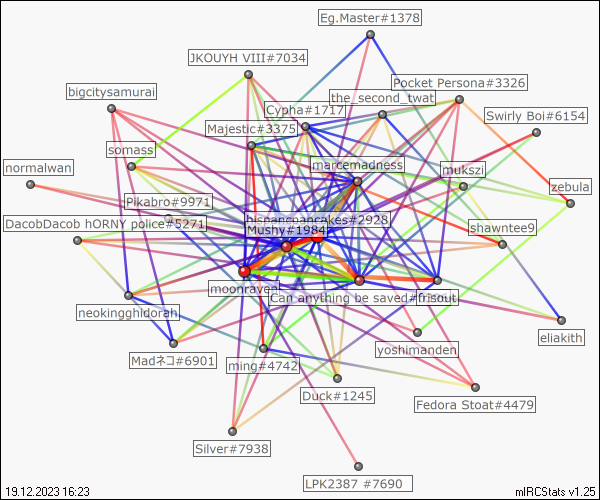 Eg.Master#1378
JKOUYH VIII#7034
Pocket Persona#3326
bigcitysamurai
the_second_twat
Cypha#1717
Swirly Boi#6154
Majestic#3375
somass
marcemadness
mukszi
normalwan
zebula
Pikabro#9971
DacobDacob hORNY police#5271
hisnameispancakes#2928
Mushy#1984
shawntee9
moonraven
Can anything be saved#frisout
neokingghidorah
eliakith
yoshimanden
Madネコ#6901
ming#4742
Duck#1245
Fedora Stoat#4479
Silver#7938
LPK2387 #7690
19.12.2023 16:23
mIRCStats v1.25